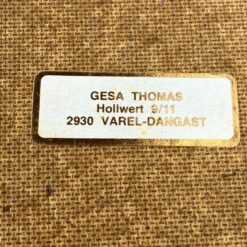 GESA THOMAS
Hollwert 9/11
2930 VAREL-DANGAST